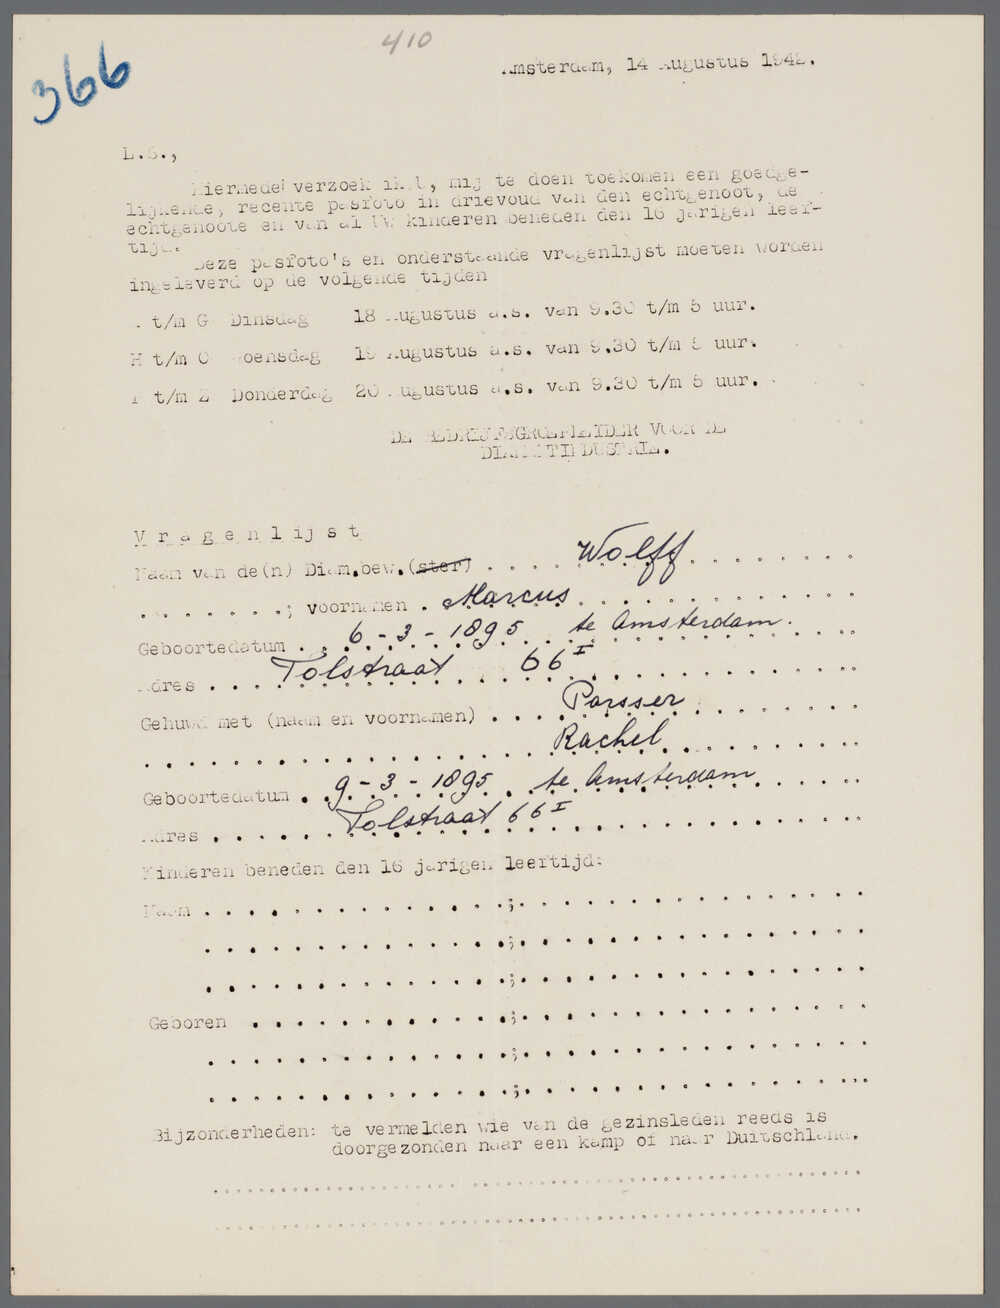 410
366
Amsterdam, 14 Augustus 1942.
L.S.,
Hiermede verzoek ik U, mij te doen toekomen een goedge-
lijkende, recente pasfoto in drievoud van den echtgenoot, de
echtgenoote en van al Uw kinderen beneden den 16 jarigen leef-
tijd.
Deze pasfoto's en onderstaande vragenlijst moeten worden
ingeleverd op de volgende tijden
A t/m G Dinsdag 18 Augustus a.s. van 9.30 t/m 5 uur.
H t/m O Woensdag 19 Augustus a.s. van 9.30 t/m 5 uur.
P t/m Z Donderdag 20 Augustus a.s. van 9.30 t/m 5 uur.
DE BEDRIJFSGROEPLEIDER VOOR DE
DIAMANTINDUSTRIE.
Vragenlijst
Naam van de(n) Diam.bew.(ster) . . . . Wolff . . . . . . . .
. . . . . . . .; voornamen . Marcus . . . . . . . . . . . .
Geboortedatum . . 6-3-1895 . . te Amsterdam.
Adres . . . Tolstraat 66 I . . . . . . . .
Gehuwd met (naam en voornamen) . . . . Porsser . . . . . . . .
. . . . . . . . . . . . . . . . . . Rachel . . . . . . . . .
Geboortedatum . 9-3-1895 . te Amsterdam . . . . .
Adres . . . . . . Tolstraat 66 I . . . . . . . . . . . .
Kinderen beneden den 16 jarigen leeftijd:
Naam . . . . . . . . . . . . . .; . . . . . . . . . . . . . . . .
. . . . . . . . . . . . . .; . . . . . . . . . . . . . . . .
. . . . . . . . . . . . . .; . . . . . . . . . . . . . . . .
Geboren . . . . . . . . . . . .; . . . . . . . . . . . . . . . .
. . . . . . . . . . . . . .; . . . . . . . . . . . . . . . .
. . . . . . . . . . . . . .; . . . . . . . . . . . . . . . .
Bijzonderheden: te vermelden wie van de gezinsleden reeds is
doorgezonden naar een kamp of naar Duitschland.